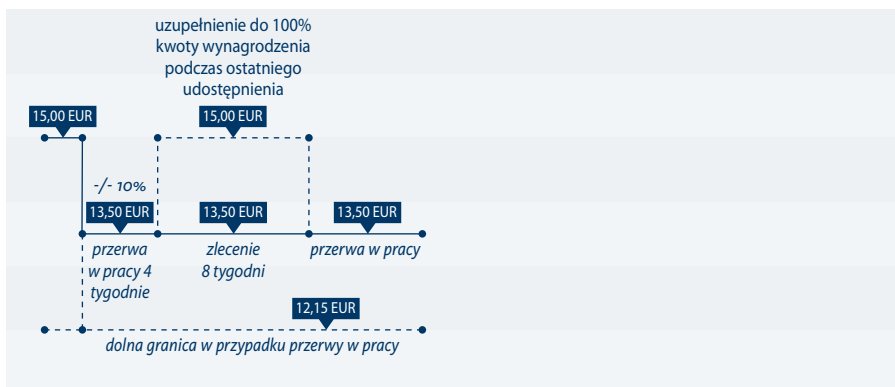 uzupełnienie do 100%
kwoty wynagrodzenia
podczas ostatniego
udostępnienia
15,00 EUR
15,00 EUR
-/- 10%
13,50 EUR
13,50 EUR
13,50 EUR
przerwa
w pracy 4
tygodnie
zlecenie
8 tygodni
przerwa w pracy
12,15 EUR
dolna granica w przypadku przerwy w pracy